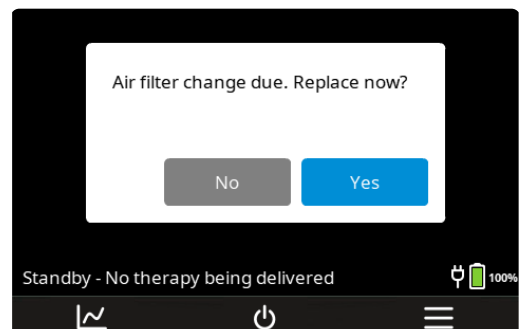 Air filter change due. Replace now?
No Yes
Standby - No therapy being delivered 100%